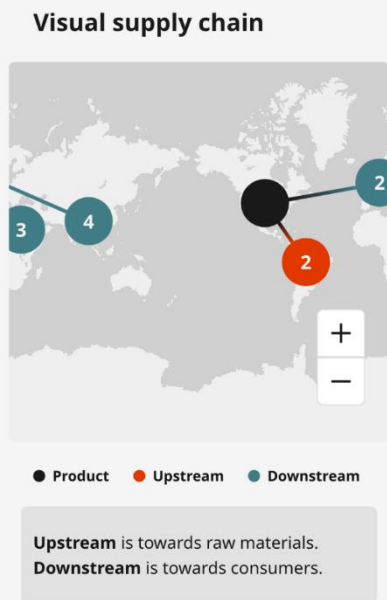 Visual supply chain
2
3
4
2
+
−
Product
Upstream
Downstream
Upstream is towards raw materials.
Downstream is towards consumers.